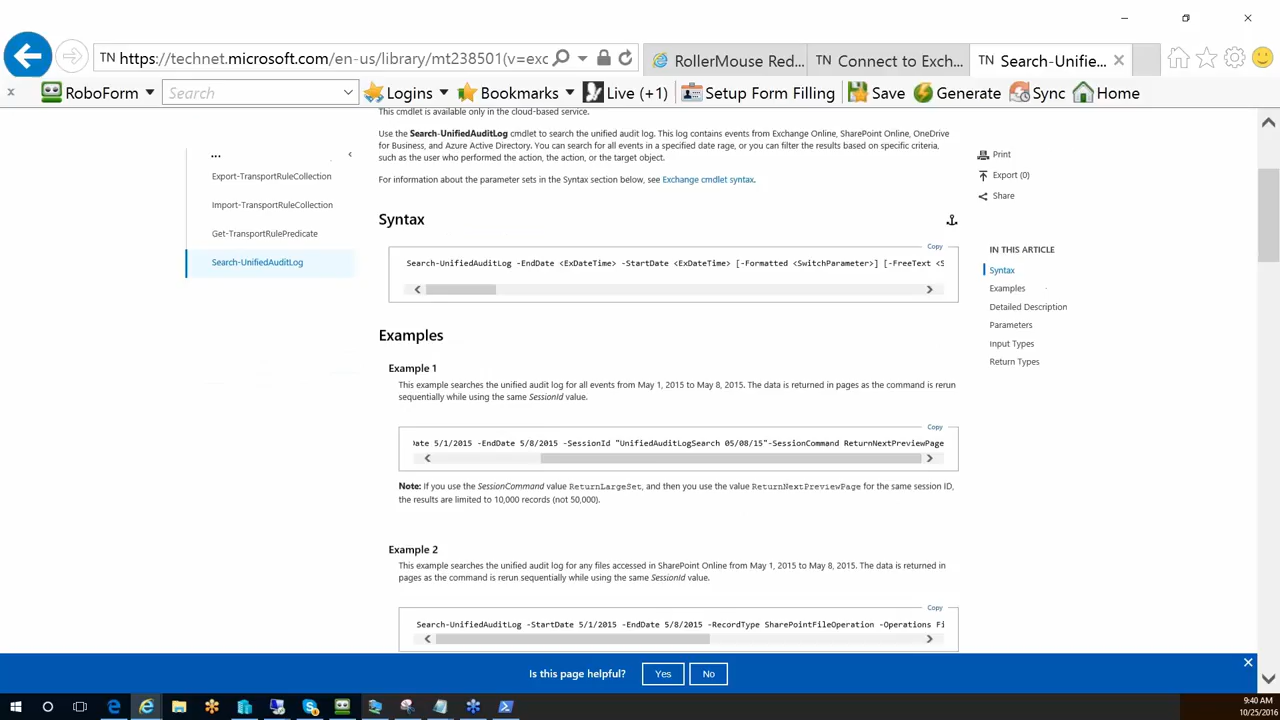 TN https://technet.microsoft.com/en-us/library/mt238501(v=exc
RollerMouse Red...
TN Connect to Exch...
TN Search-Unifie...
x RoboForm Search Logins Bookmarks Live (+1) Setup Form Filling Save Generate Sync Home
This cmdlet is available only in the cloud-based service.
Use the Search-UnifiedAuditLog cmdlet to search the unified audit log. This log contains events from Exchange Online, SharePoint Online, OneDrive
for Business, and Azure Active Directory. You can search for all events in a specified date rage, or you can filter the results based on specific criteria,
such as the user who performed the action, the action, or the target object.
For information about the parameter sets in the Syntax section below, see Exchange cmdlet syntax.
...
Export-TransportRuleCollection
Import-TransportRuleCollection
Get-TransportRulePredicate
Search-UnifiedAuditLog
Print
Export (0)
Share
IN THIS ARTICLE
Syntax
Examples
Detailed Description
Parameters
Input Types
Return Types
Syntax
Copy
Search-UnifiedAuditLog -EndDate <ExDateTime> -StartDate <ExDateTime> [-Formatted <SwitchParameter>] [-FreeText <S
Examples
Example 1
This example searches the unified audit log for all events from May 1, 2015 to May 8, 2015. The data is returned in pages as the command is rerun
sequentially while using the same SessionId value.
Copy
Date 5/1/2015 -EndDate 5/8/2015 -SessionId "UnifiedAuditLogSearch 05/08/15"-SessionCommand ReturnNextPreviewPage
Note: If you use the SessionCommand value ReturnLargeSet, and then you use the value ReturnNextPreviewPage for the same session ID,
the results are limited to 10,000 records (not 50,000).
Example 2
This example searches the unified audit log for any files accessed in SharePoint Online from May 1, 2015 to May 8, 2015. The data is returned in
pages as the command is rerun sequentially while using the same SessionId value.
Copy
Search-UnifiedAuditLog -StartDate 5/1/2015 -EndDate 5/8/2015 -RecordType SharePointFileOperation -Operations Fi
Is this page helpful? Yes No
9:40 AM
10/25/2016